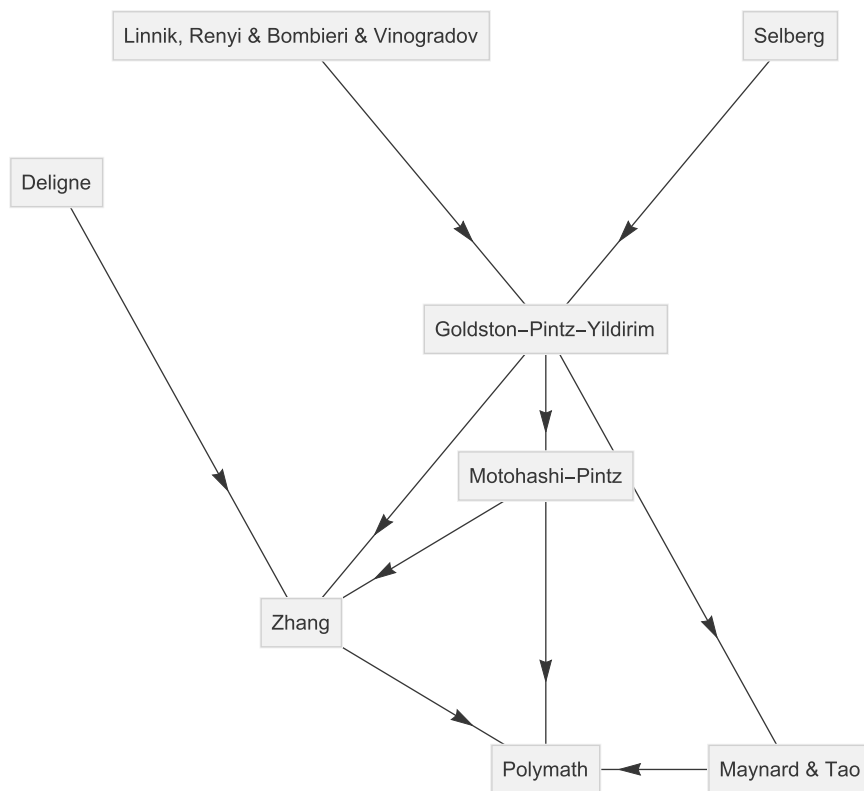 Linnik, Renyi & Bombieri & Vinogradov
Selberg
Deligne
Goldston–Pintz–Yildirim
Motohashi–Pintz
Zhang
Polymath
Maynard & Tao